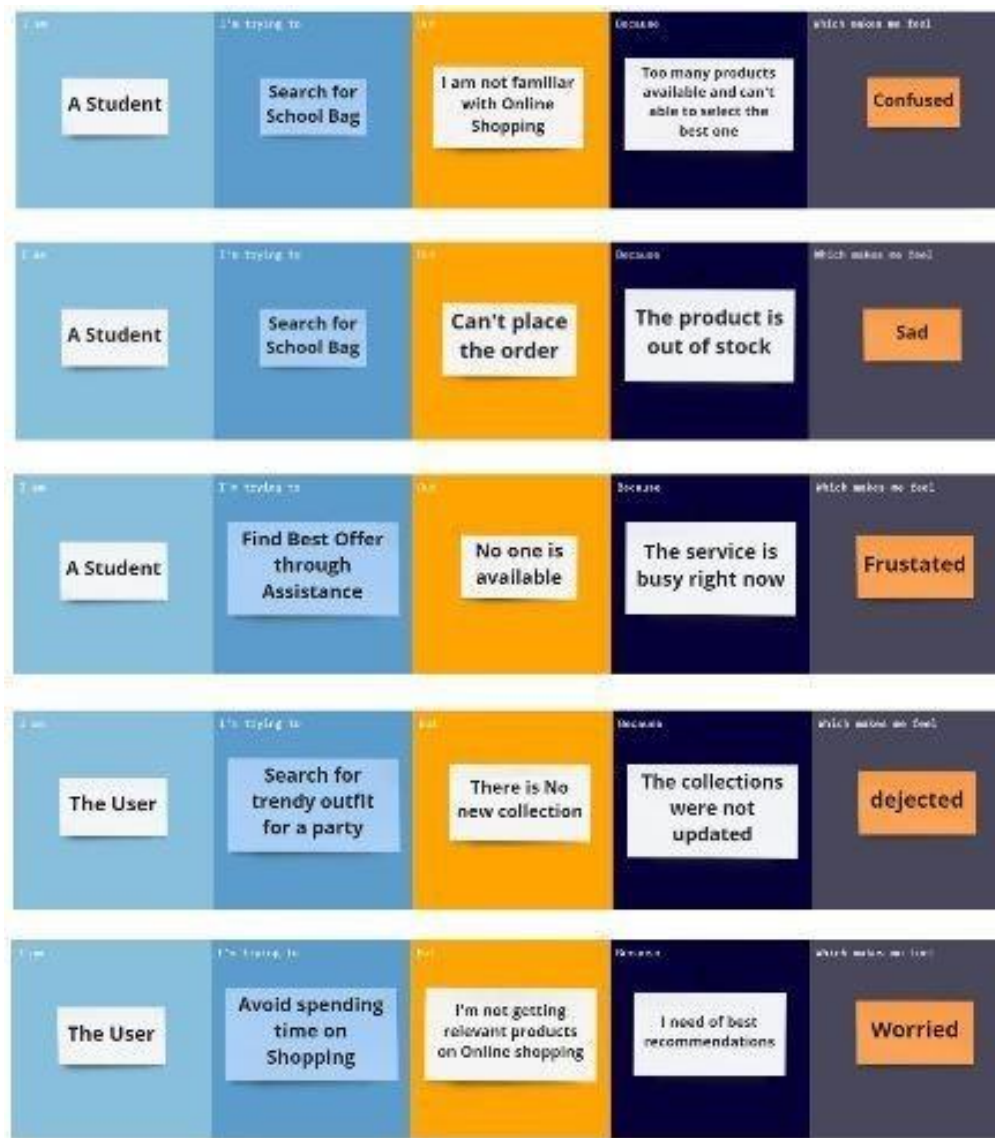 I am
I'm trying to
But
Because
Which makes me feel
A Student
Search for
School Bag
I am not familiar
with Online
Shopping
Too many products
available and can't
able to select the
best one
Confused
I am
I'm trying to
But
Because
Which makes me feel
A Student
Search for
School Bag
Can't place
the order
The product is
out of stock
Sad
I am
I'm trying to
But
Because
Which makes me feel
A Student
Find Best Offer
through
Assistance
No one is
available
The service is
busy right now
Frustated
I am
I'm trying to
But
Because
Which makes me feel
The User
Search for
trendy outfit
for a party
There is No
new collection
The collections
were not
updated
dejected
I am
I'm trying to
But
Because
Which makes me feel
The User
Avoid spending
time on
Shopping
I'm not getting
relevant products
on Online shopping
I need of best
recommendations
Worried